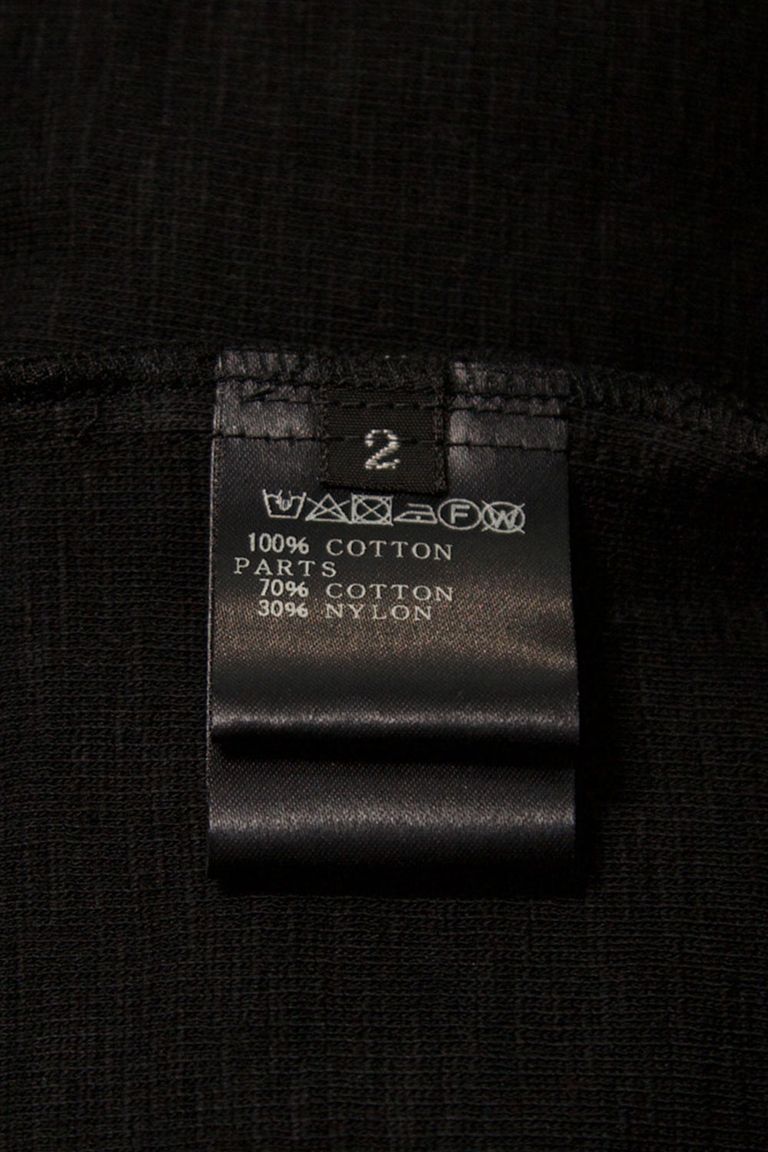 2
F W
100% COTTON
PARTS
70% COTTON
30% NYLON